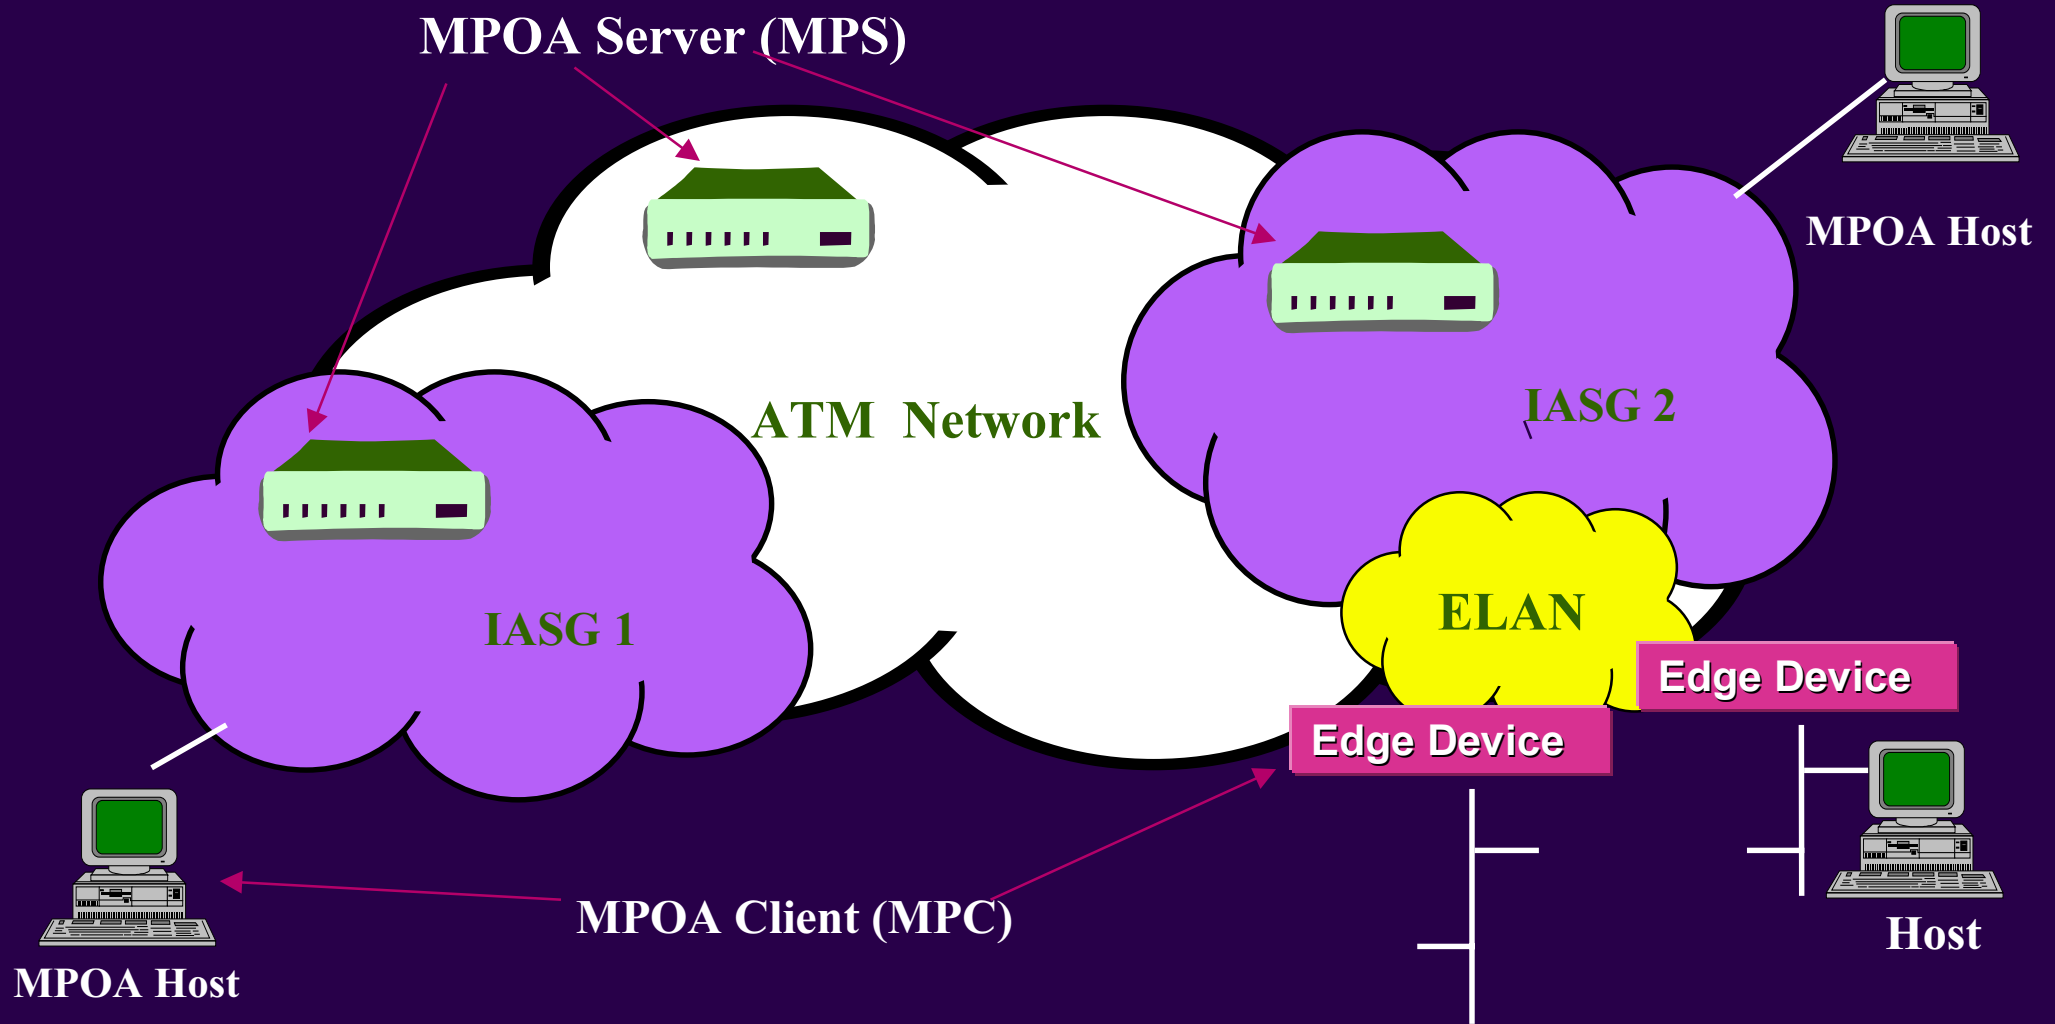 MPOA Server (MPS)
MPOA Host
ATM Network
IASG 2
IASG 1
ELAN
Edge Device
Edge Device
MPOA Client (MPC)
Host
MPOA Host